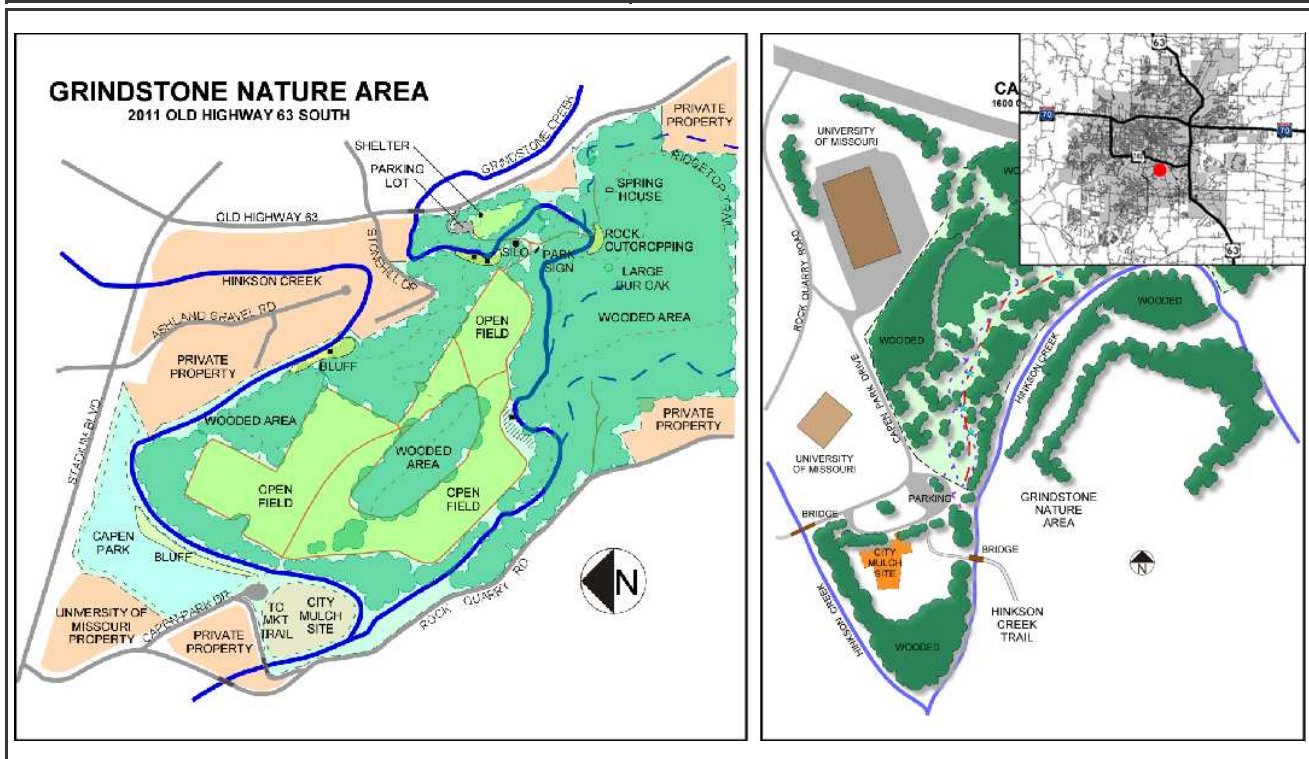 GRINDSTONE NATURE AREA
2011 OLD HIGHWAY 63 SOUTH
GRINDSTONE CREEK
PRIVATE
PROPERTY
SHELTER
PARKING
LOT
RIDGETOP TRAIL
SPRING
HOUSE
OLD HIGHWAY 63
ROCK
OUTORCPPING
SILO
PARK
SIGN
HINKSON CREEK
LARGE
BUR OAK
ASHLAND GRAVEL RD
OPEN
FIELD
WOODED AREA
PRIVATE
PROPERTY
BLUFF
STADIUM BLVD
WOODED AREA
PRIVATE
PROPERTY
WOODED
AREA
OPEN
FIELD
OPEN
FIELD
CAPEN
PARK
BLUFF
N
UNIVERSITY OF
MISSOURI
PROPERTY
CAPEN PARK DR
TO
MKT
TRAIL
CITY
MULCH
SITE
PRIVATE
PROPERTY
ROCK QUARRY RD
CA
1600
63
70
70
63
UNIVERSITY
OF MISSOURI
WOODED
ROCK QUARRY ROAD
WOODED
WOODED
CAPEN PARK DRIVE
HINKSON CREEK
UNIVERSITY
OF MISSOURI
PARKING
GRINDSTONE
NATURE
AREA
BRIDGE
CITY
MULCH
SITE
BRIDGE
N
HINKSON
CREEK
TRAIL
HINKSON CREEK
WOODED